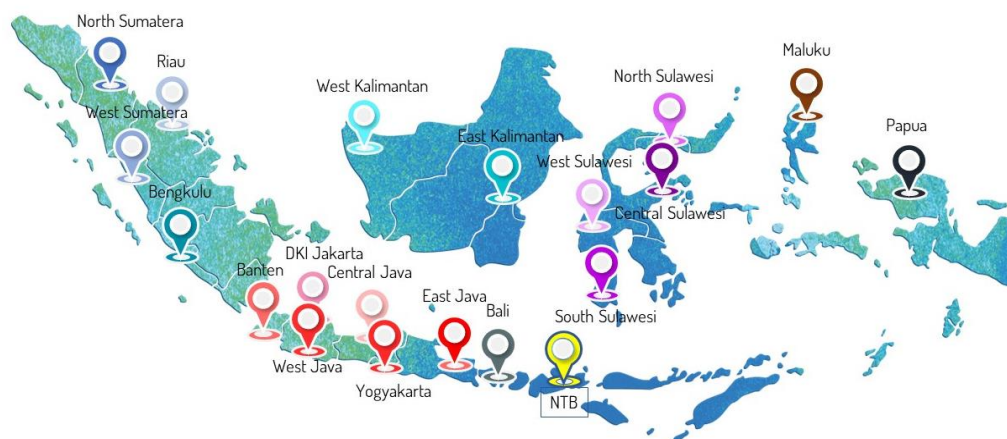 North Sumatera
Riau
West Sumatera
Bengkulu
West Kalimantan
East Kalimantan
North Sulawesi
West Sulawesi
Central Sulawesi
Maluku
Papua
Banten
DKI Jakarta
Central Java
East Java
Bali
South Sulawesi
West Java
Yogyakarta
NTB